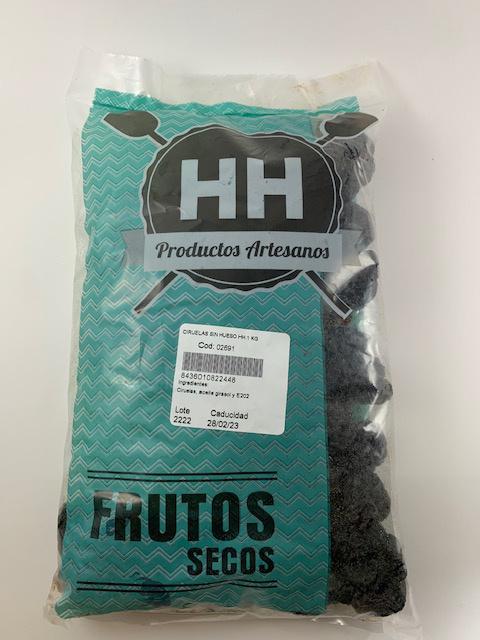 HH
Productos Artesanos
CIRUELAS SIN HUESO HH 1 KG
Cod: 02691
8436010822448
Ingredientes:
Ciruelas, aceite girasol y E202
Lote Caducidad
2222 28/02/23
FRUTOS
SECOS